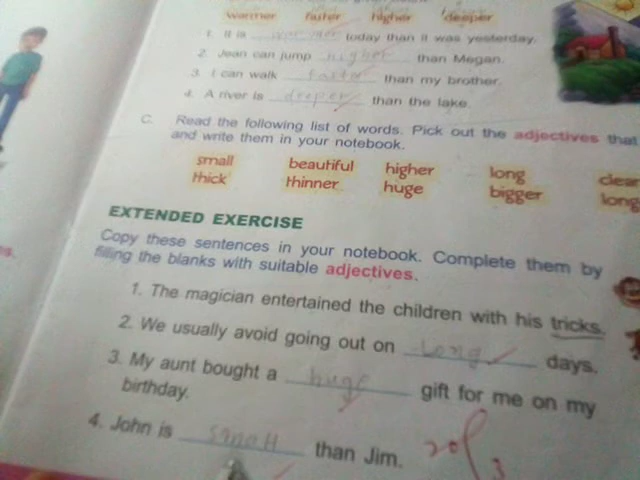 warmer faster higher deeper
1. It is warmer today than it was yesterday.
2. Jean can jump higher than Megan.
3. I can walk faster than my brother.
4. A river is deeper than the lake.
C. Read the following list of words. Pick out the adjectives that
and write them in your notebook.
small beautiful higher long clear
thick thinner huge bigger long
EXTENDED EXERCISE
Copy these sentences in your notebook. Complete them by
filling the blanks with suitable adjectives.
1. The magician entertained the children with his tricks.
2. We usually avoid going out on long days.
3. My aunt bought a huge gift for me on my
birthday.
4. John is small than Jim.